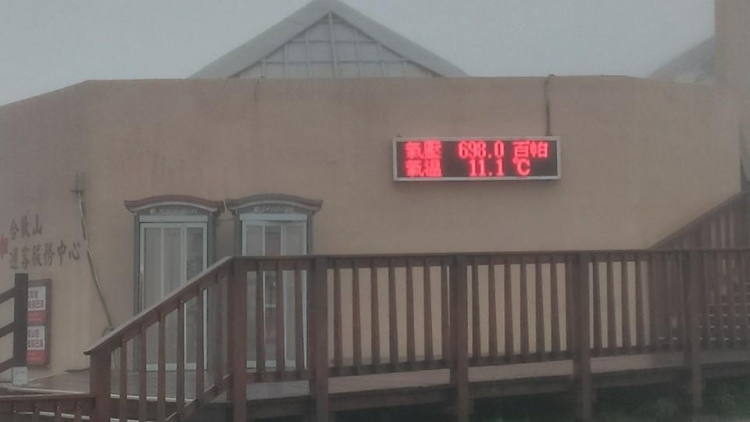 氣壓 698.0 百帕
氣溫 11.1 ℃
合歡山
遊客服務中心